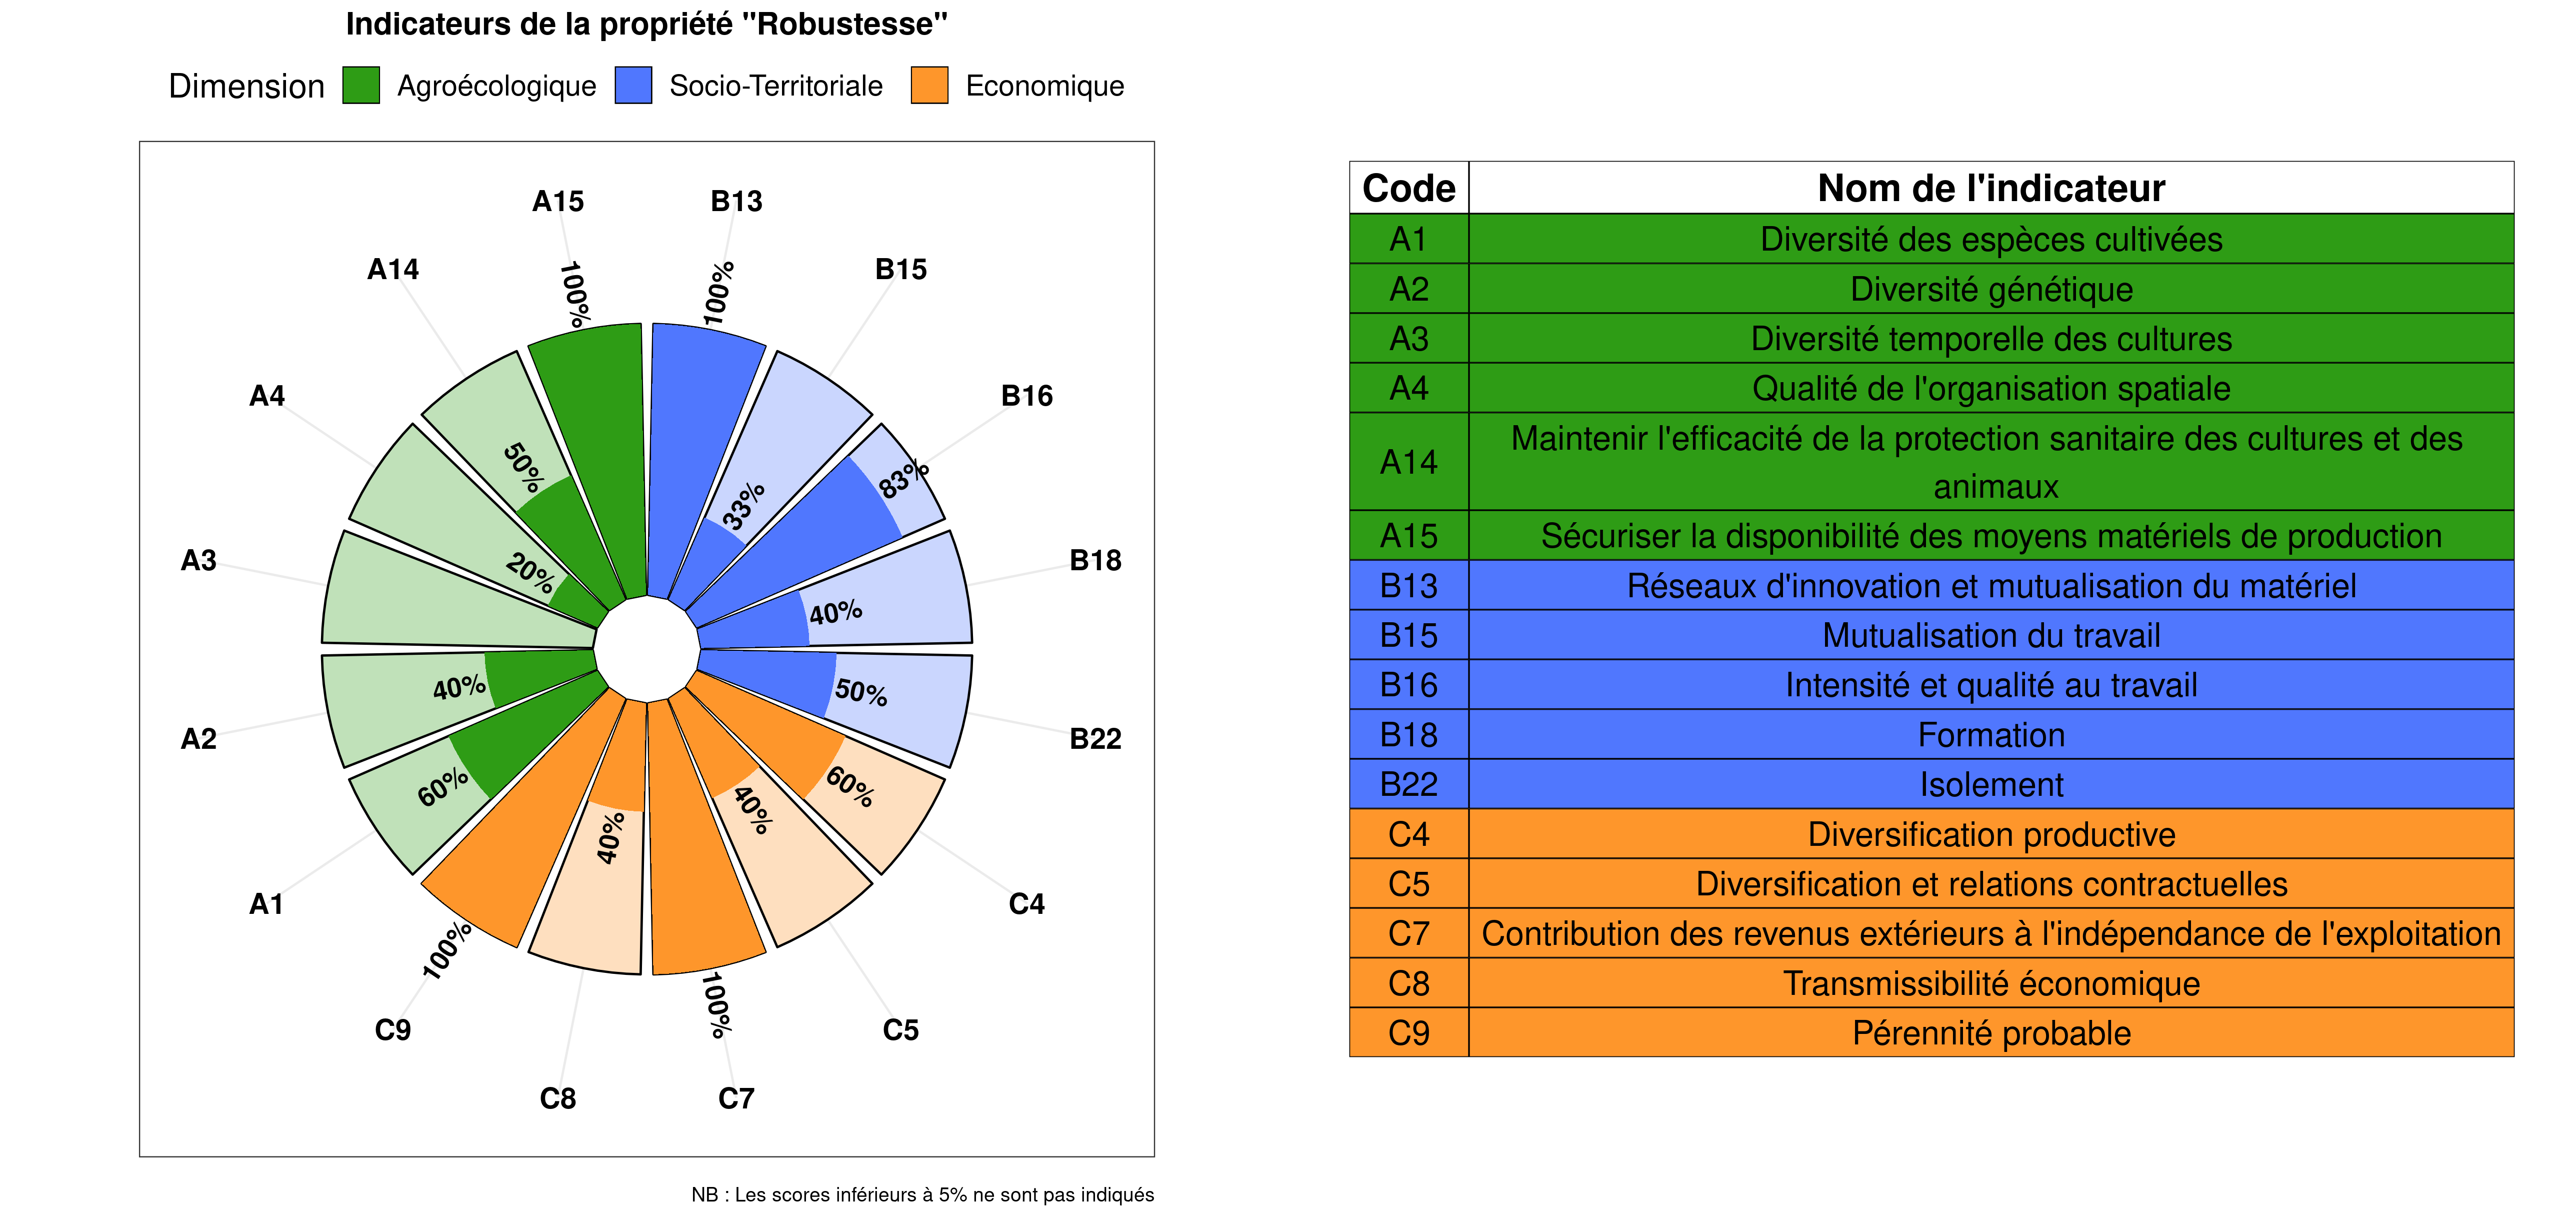 Indicateurs de la propriété "Robustesse"
Dimension Agroécologique Socio-Territoriale Economique
A15 B13
100% 100%
A14 B15
A4 B16
50% 33% 83%
A3 B18
20% 40%
A2 B22
40% 50%
A1 C4
60% 60%
C9 C5
100% 40% 40%
C8 C7
100%
NB : Les scores inférieurs à 5% ne sont pas indiqués
Code Nom de l'indicateur
A1 Diversité des espèces cultivées
A2 Diversité génétique
A3 Diversité temporelle des cultures
A4 Qualité de l'organisation spatiale
A14 Maintenir l'efficacité de la protection sanitaire des cultures et des
animaux
A15 Sécuriser la disponibilité des moyens matériels de production
B13 Réseaux d'innovation et mutualisation du matériel
B15 Mutualisation du travail
B16 Intensité et qualité au travail
B18 Formation
B22 Isolement
C4 Diversification productive
C5 Diversification et relations contractuelles
C7 Contribution des revenus extérieurs à l'indépendance de l'exploitation
C8 Transmissibilité économique
C9 Pérennité probable